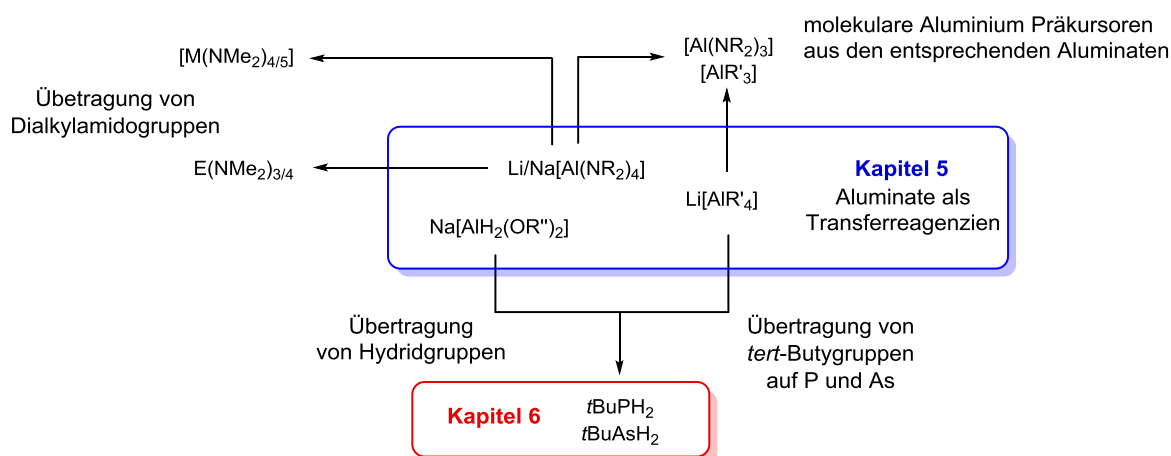 molekulare Aluminium Präkursoren
aus den entsprechenden Aluminaten
[M(NMe2)4/5]
[Al(NR2)3]
[AlR'3]
Übetragung von
Dialkylamidogruppen
E(NMe2)3/4
Li/Na[Al(NR2)4]
Li[AlR'4]
Na[AlH2(OR")2]
Kapitel 5
Aluminate als
Transferreagenzien
Übertragung
von Hydridgruppen
Übertragung von
tert-Butygruppen
auf P und As
Kapitel 6
tBuPH2
tBuAsH2